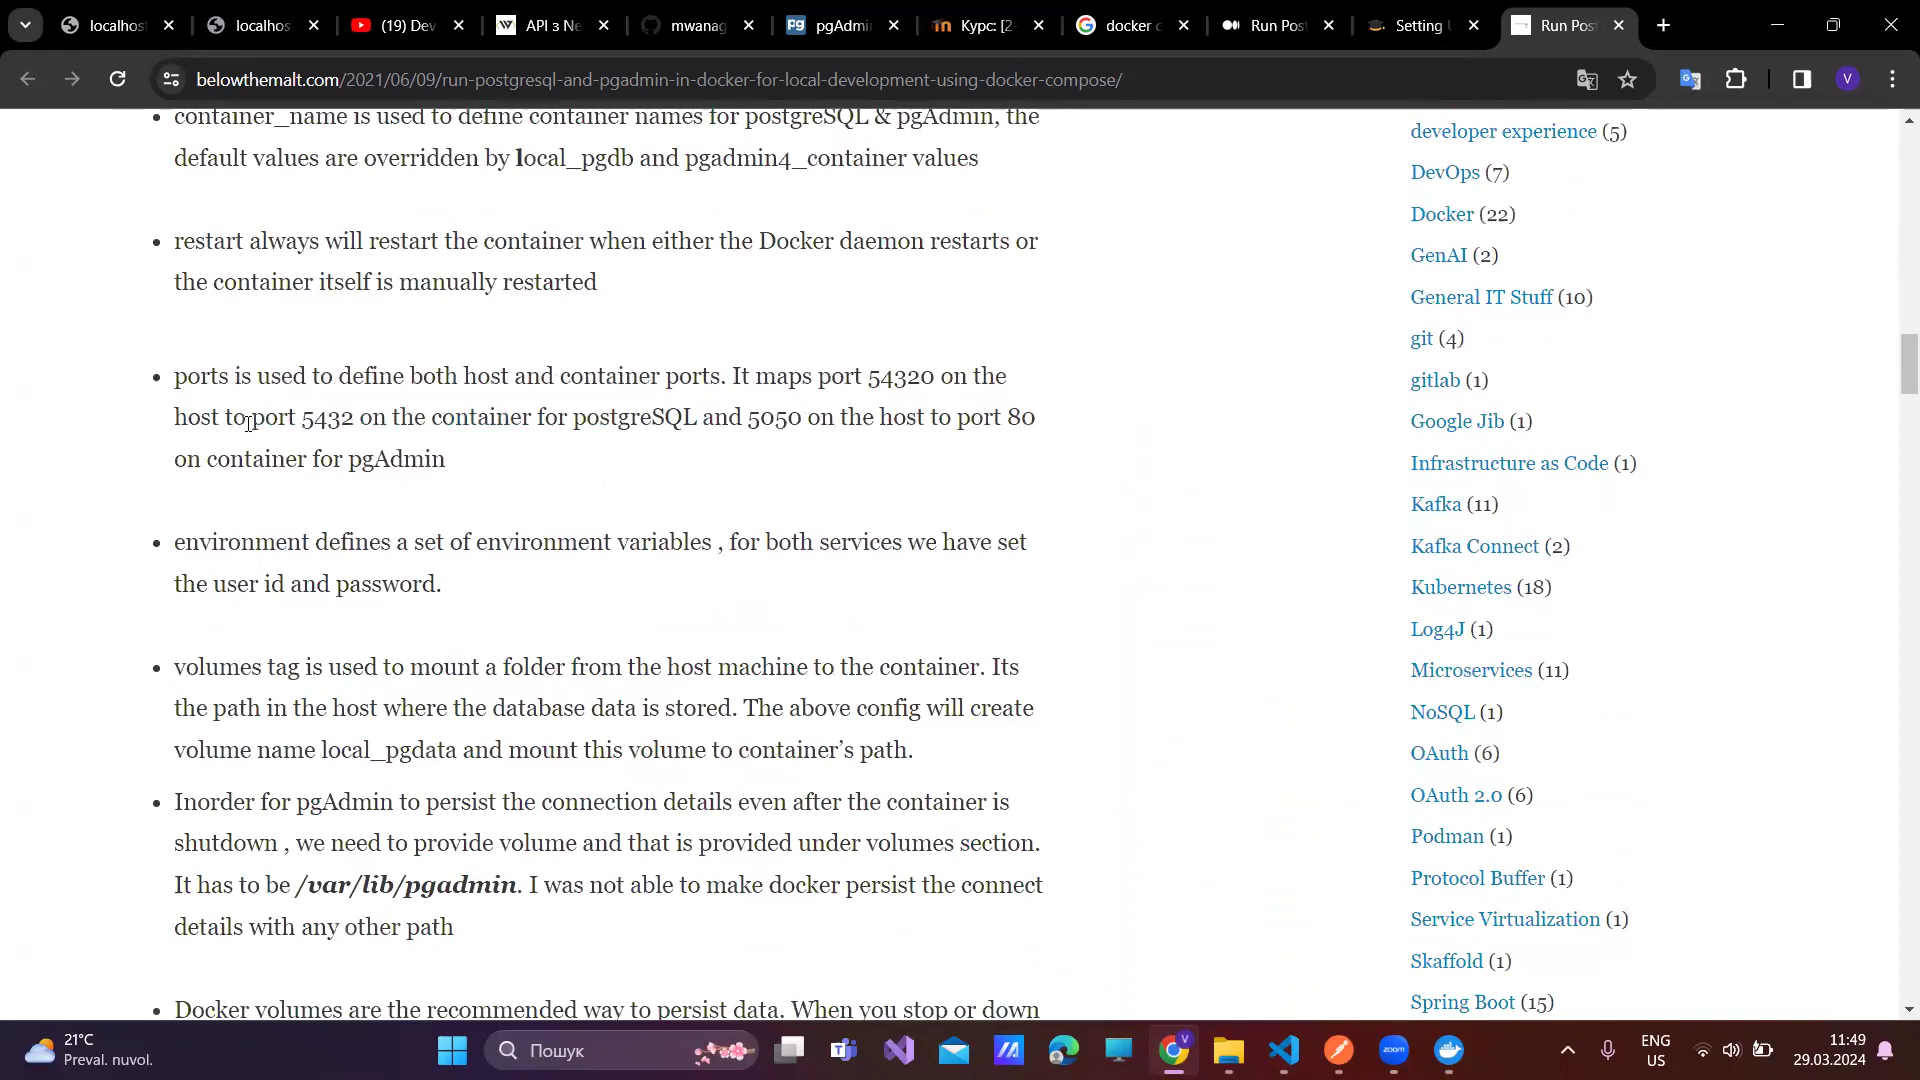 localhos
localhos
(19) Dev
API з Ne
mwanag
pgAdmi
Курс: [2-
docker c
Run Pos
Setting U
Run Pos
belowthemalt.com/2021/06/09/run-postgresql-and-pgadmin-in-docker-for-local-development-using-docker-compose/
V
container_name is used to define container names for postgreSQL & pgAdmin, the
default values are overridden by local_pgdb and pgadmin4_container values
restart always will restart the container when either the Docker daemon restarts or
the container itself is manually restarted
ports is used to define both host and container ports. It maps port 54320 on the
host to port 5432 on the container for postgreSQL and 5050 on the host to port 80
on container for pgAdmin
environment defines a set of environment variables , for both services we have set
the user id and password.
volumes tag is used to mount a folder from the host machine to the container. Its
the path in the host where the database data is stored. The above config will create
volume name local_pgdata and mount this volume to container’s path.
Inorder for pgAdmin to persist the connection details even after the container is
shutdown , we need to provide volume and that is provided under volumes section.
It has to be /var/lib/pgadmin. I was not able to make docker persist the connect
details with any other path
Docker volumes are the recommended way to persist data. When you stop or down
developer experience (5)
DevOps (7)
Docker (22)
GenAI (2)
General IT Stuff (10)
git (4)
gitlab (1)
Google Jib (1)
Infrastructure as Code (1)
Kafka (11)
Kafka Connect (2)
Kubernetes (18)
Log4J (1)
Microservices (11)
NoSQL (1)
OAuth (6)
OAuth 2.0 (6)
Podman (1)
Protocol Buffer (1)
Service Virtualization (1)
Skaffold (1)
Spring Boot (15)
21°C
Preval. nuvol.
Пошук
zoom
V
ENG
US
11:49
29.03.2024